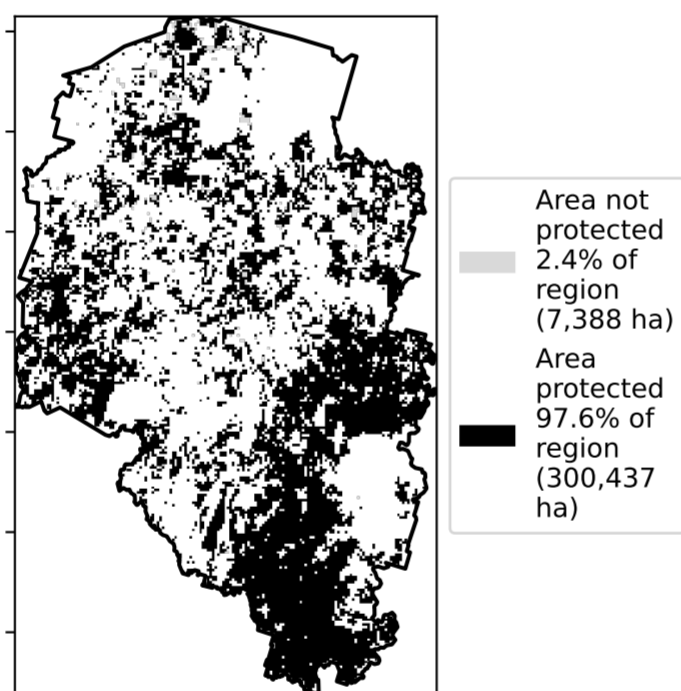 Area not
protected
2.4% of
region
(7,388 ha)
Area
protected
97.6% of
region
(300,437
ha)